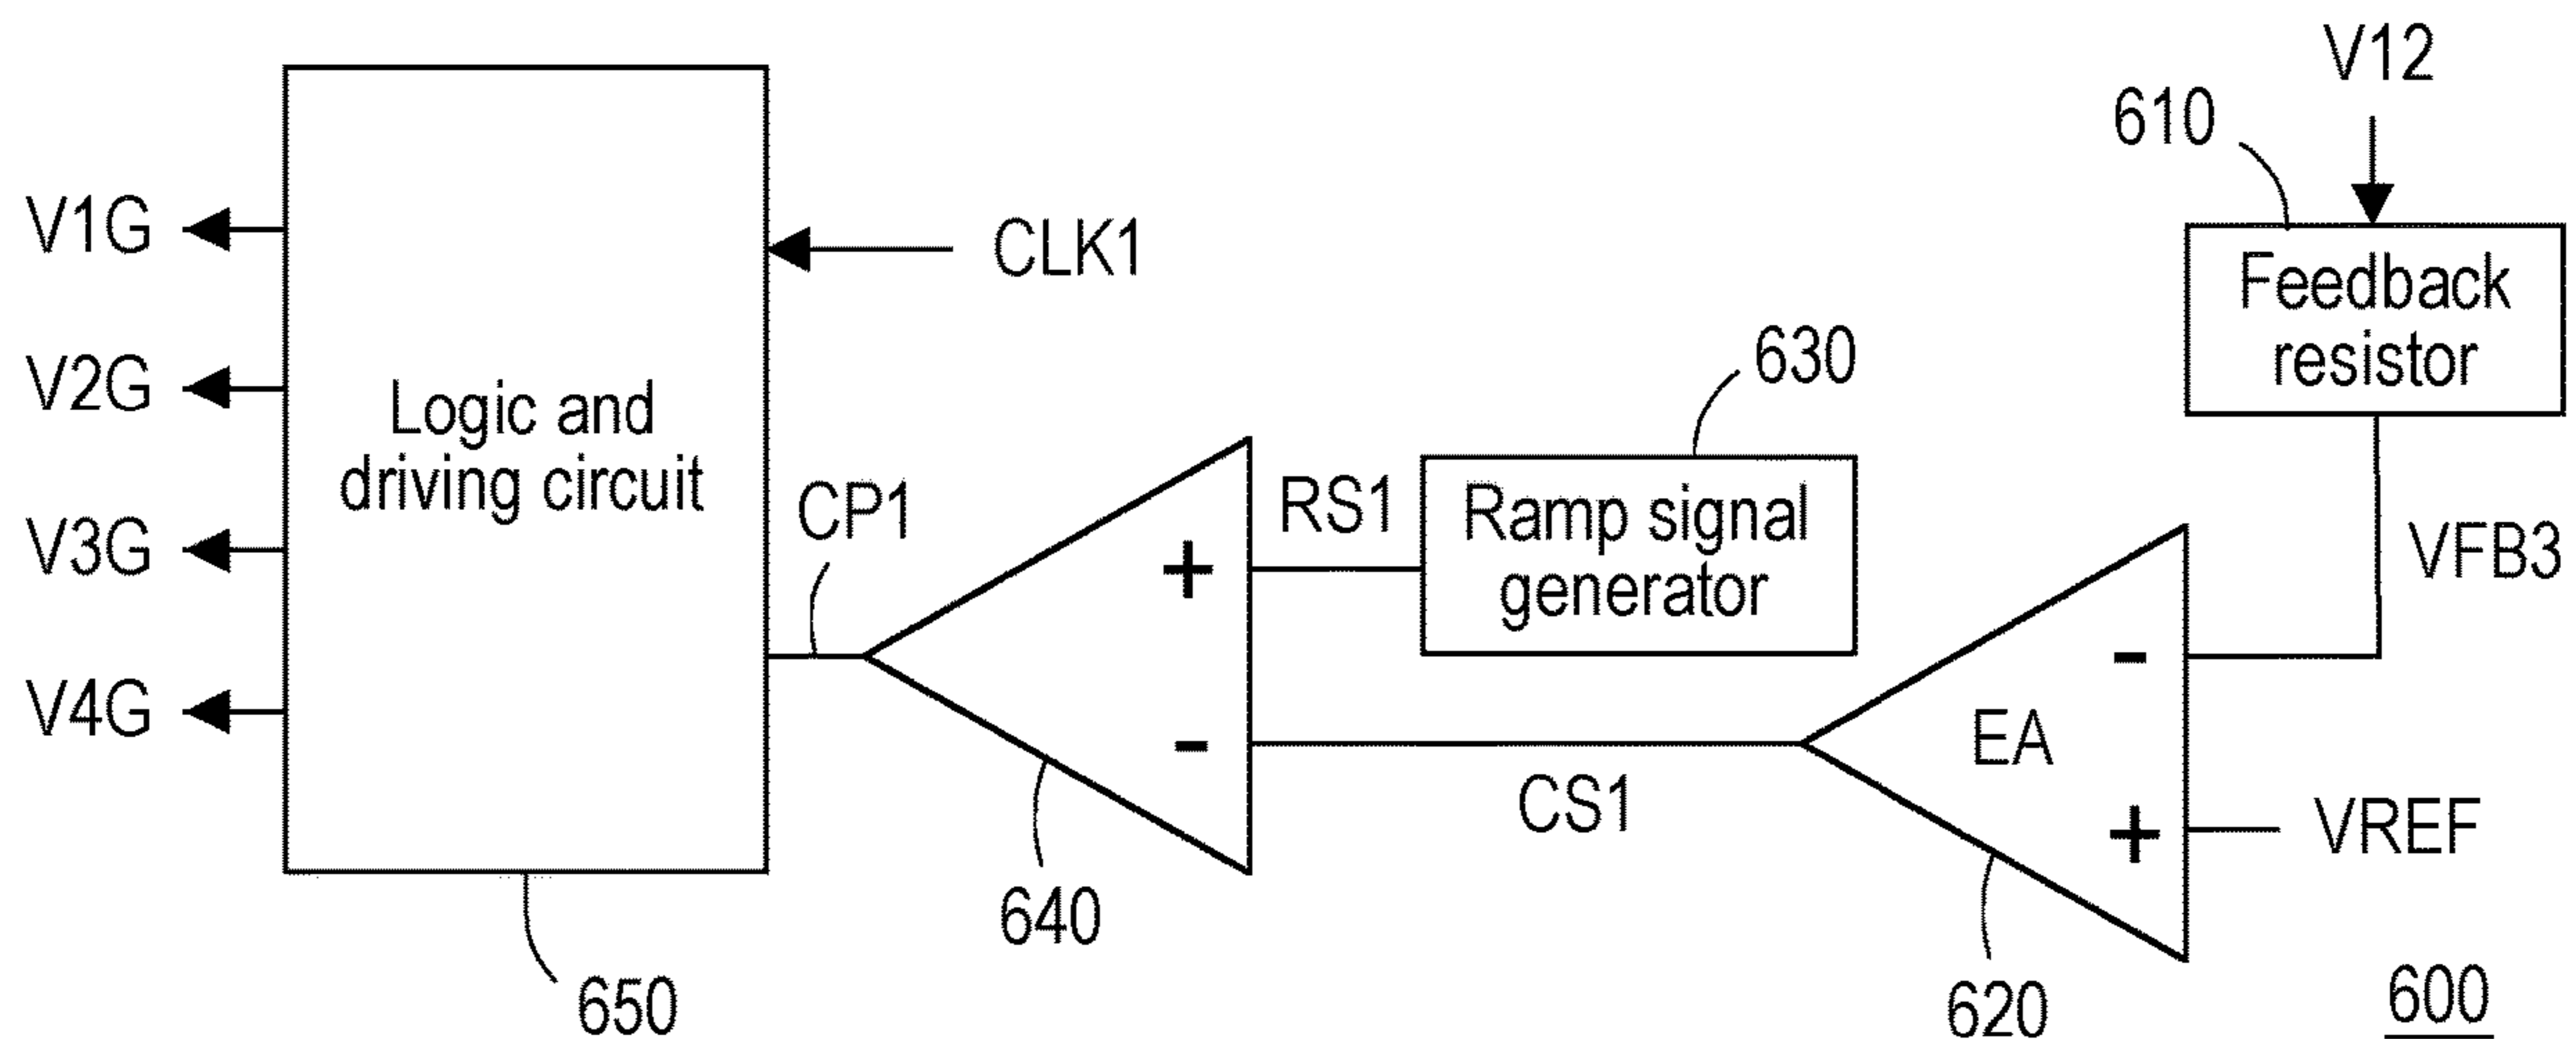 V12
610
Feedback
resistor
V1G
CLK1
630
V2G
Logic and
driving circuit
CP1
+
RS1
Ramp signal
generator
V3G
VFB3
-
V4G
-
CS1
EA
+
VREF
640
620
650
600